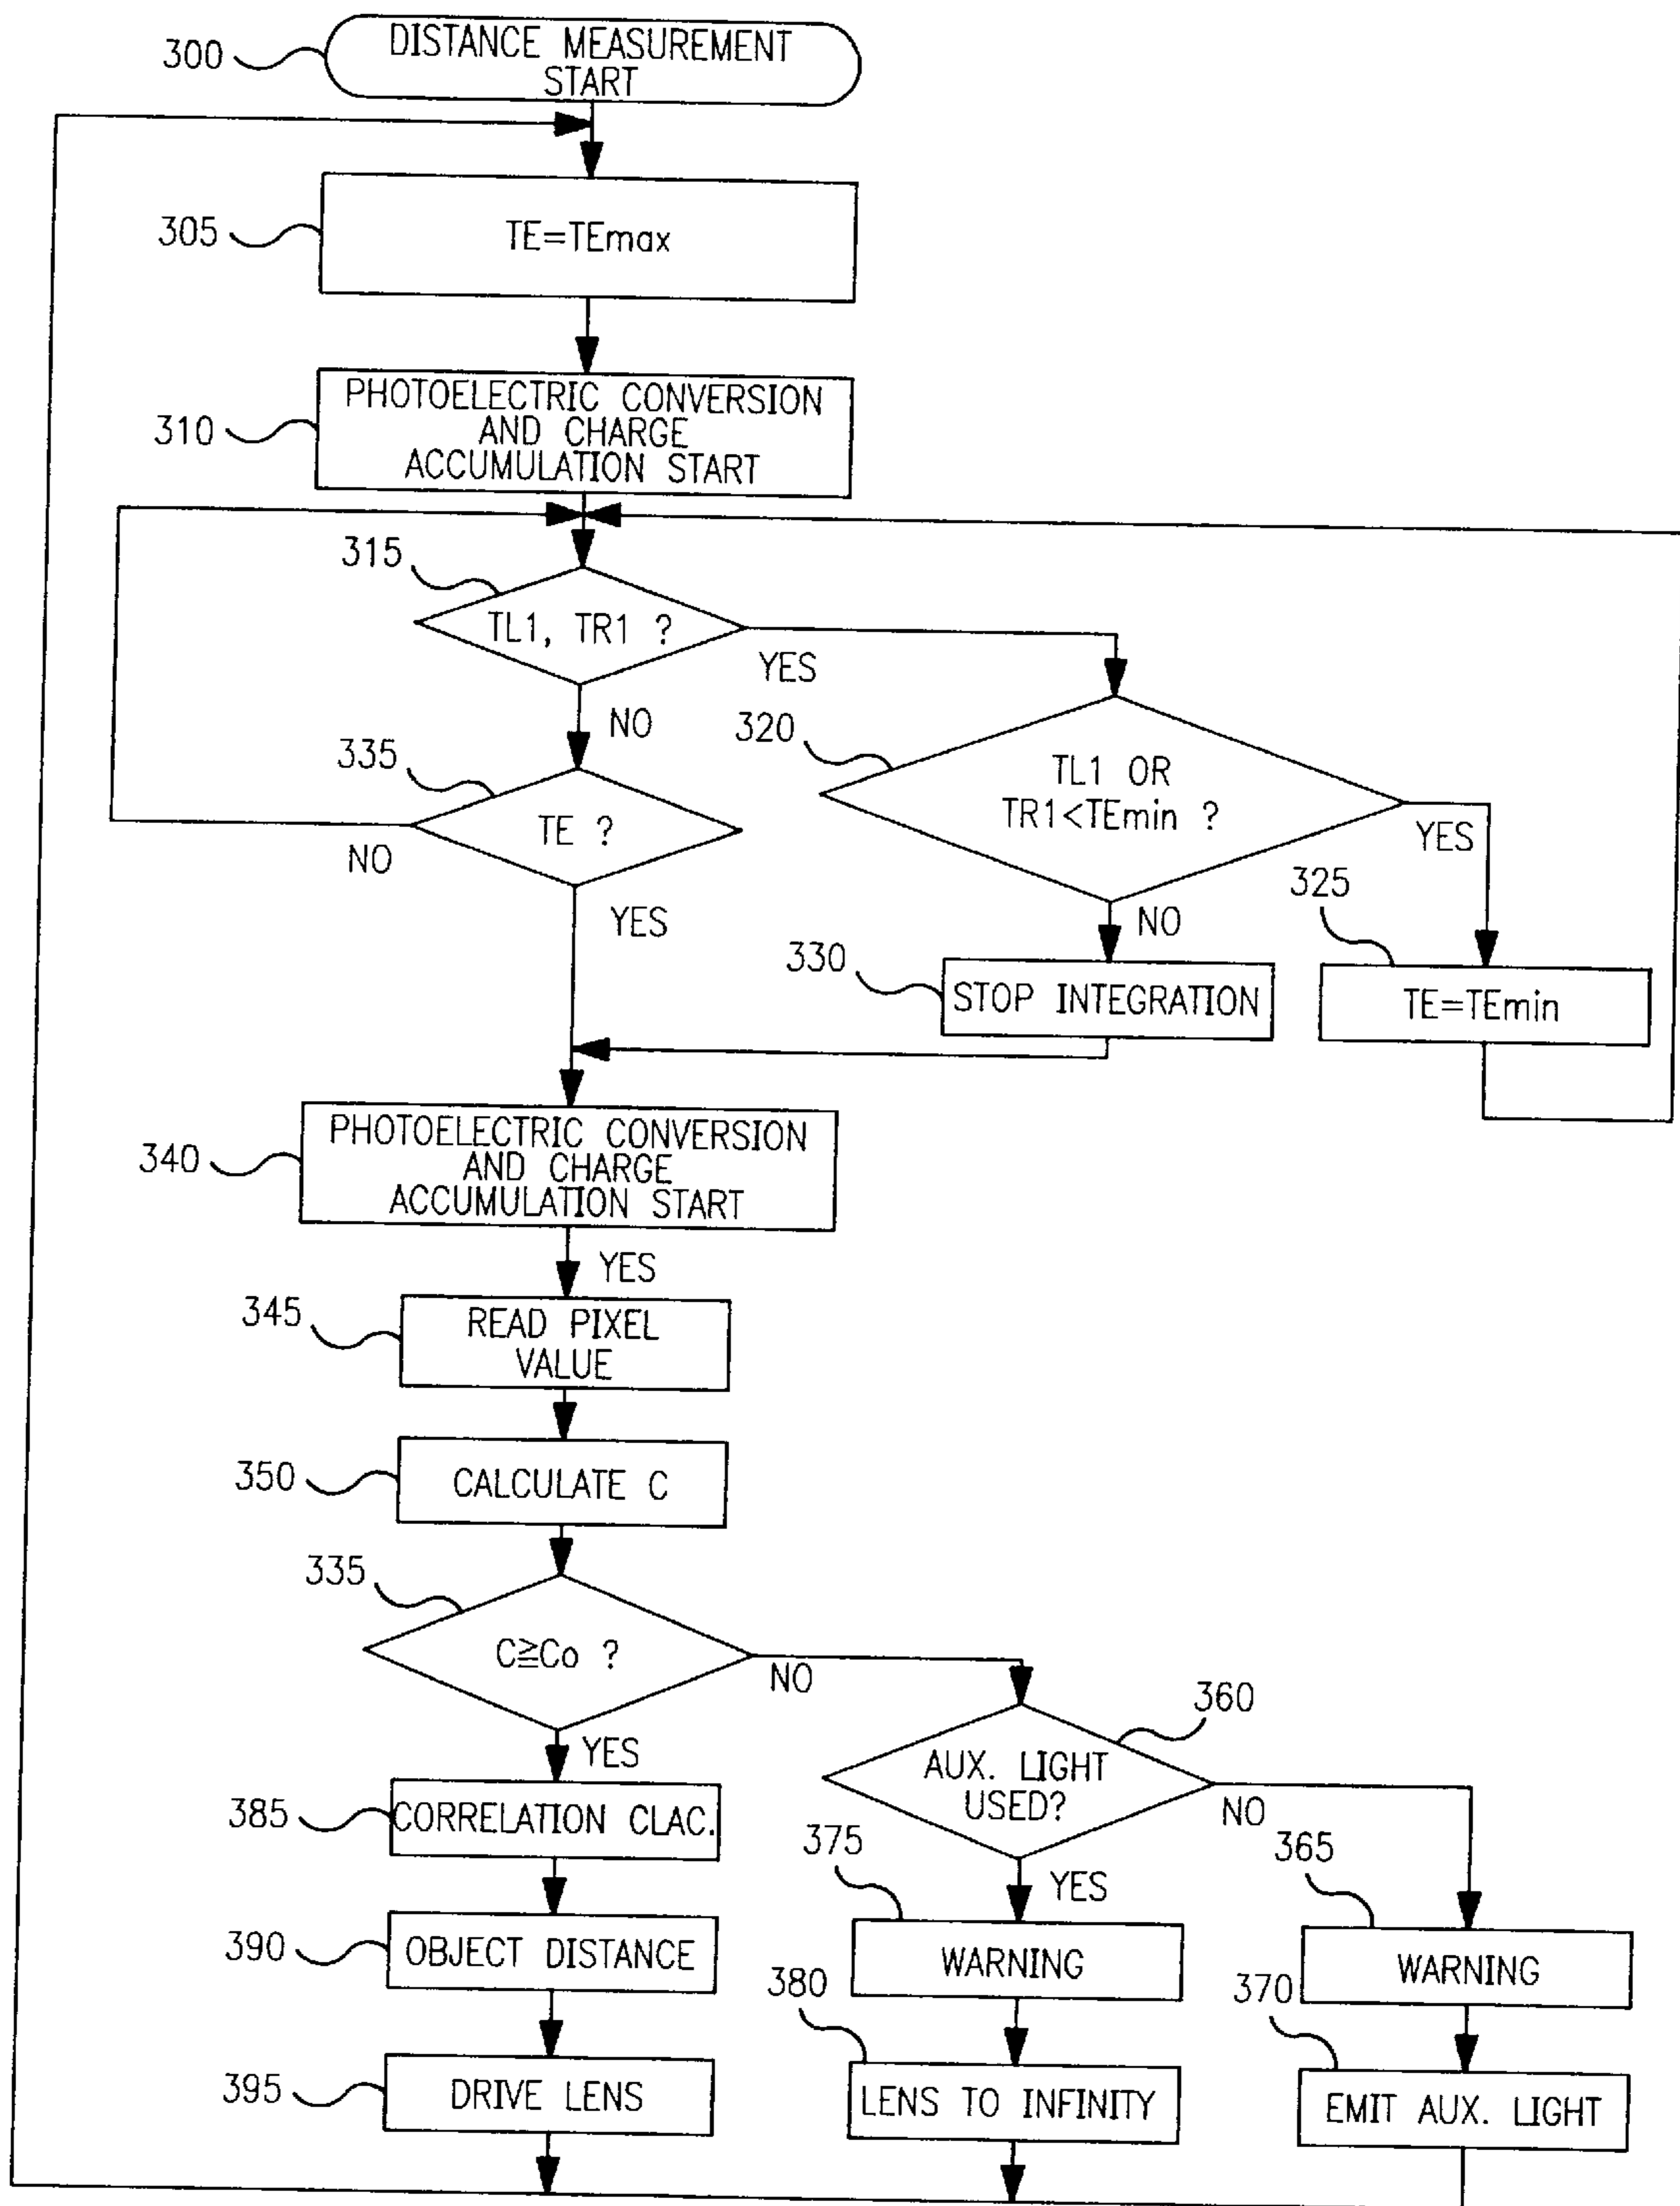 300
DISTANCE MEASUREMENT
START
305
TE=TEmax
310
PHOTOELECTRIC CONVERSION
AND CHARGE
ACCUMULATION START
315
TL1, TR1 ?
YES
NO
320
TL1 OR
TR1<TEmin ?
YES
NO
335
TE ?
NO
YES
325
TE=TEmin
330
STOP INTEGRATION
340
PHOTOELECTRIC CONVERSION
AND CHARGE
ACCUMULATION START
YES
345
READ PIXEL
VALUE
350
CALCULATE C
335
C≧Co ?
NO
YES
360
AUX. LIGHT
USED?
NO
YES
385
CORRELATION CLAC.
375
WARNING
365
WARNING
390
OBJECT DISTANCE
380
LENS TO INFINITY
370
EMIT AUX. LIGHT
395
DRIVE LENS